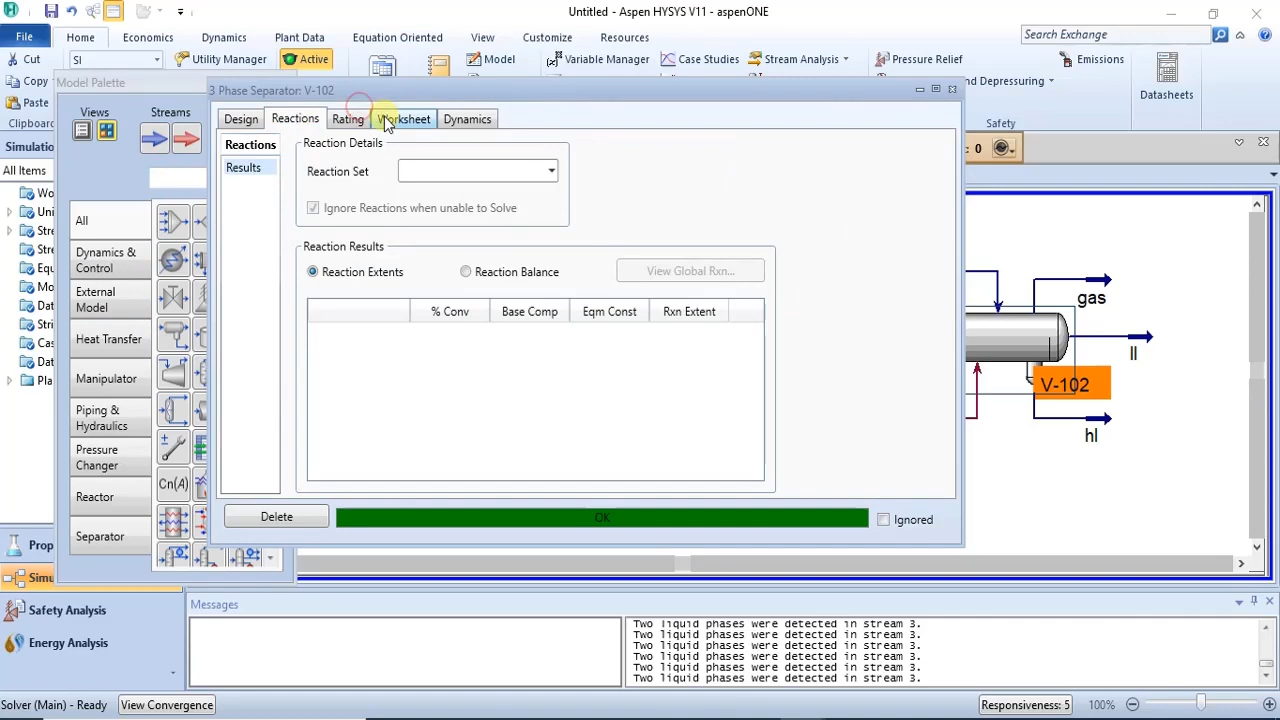 Untitled - Aspen HYSYS V11 - aspenONE
File Home Economics Dynamics Plant Data Equation Oriented View Customize Resources
Search Exchange
Cut SI Utility Manager Active Model Variable Manager Case Studies Stream Analysis Pressure Relief Emissions
Copy
Depressuring
Datasheets
Paste
Clipboard
Safety
Simulation
All Items
Model Palette
Views Streams
All
Dynamics &
Control
External
Model
Heat Transfer
Manipulator
Piping &
Hydraulics
Pressure
Changer
Reactor
Cn(A)
Separator
3 Phase Separator: V-102
Design Reactions Rating Worksheet Dynamics
Reactions
Results
Reaction Details
Reaction Set
Ignore Reactions when unable to Solve
Reaction Results
Reaction Extents Reaction Balance View Global Rxn...
% Conv Base Comp Eqm Const Rxn Extent
Delete OK Ignored
: 0
gas
ll
V-102
hl
Safety Analysis
Energy Analysis
Messages
Two liquid phases were detected in stream 3.
Two liquid phases were detected in stream 3.
Two liquid phases were detected in stream 3.
Two liquid phases were detected in stream 3.
Two liquid phases were detected in stream 3.
Two liquid phases were detected in stream 3.
Solver (Main) - Ready View Convergence Responsiveness: 5 100%